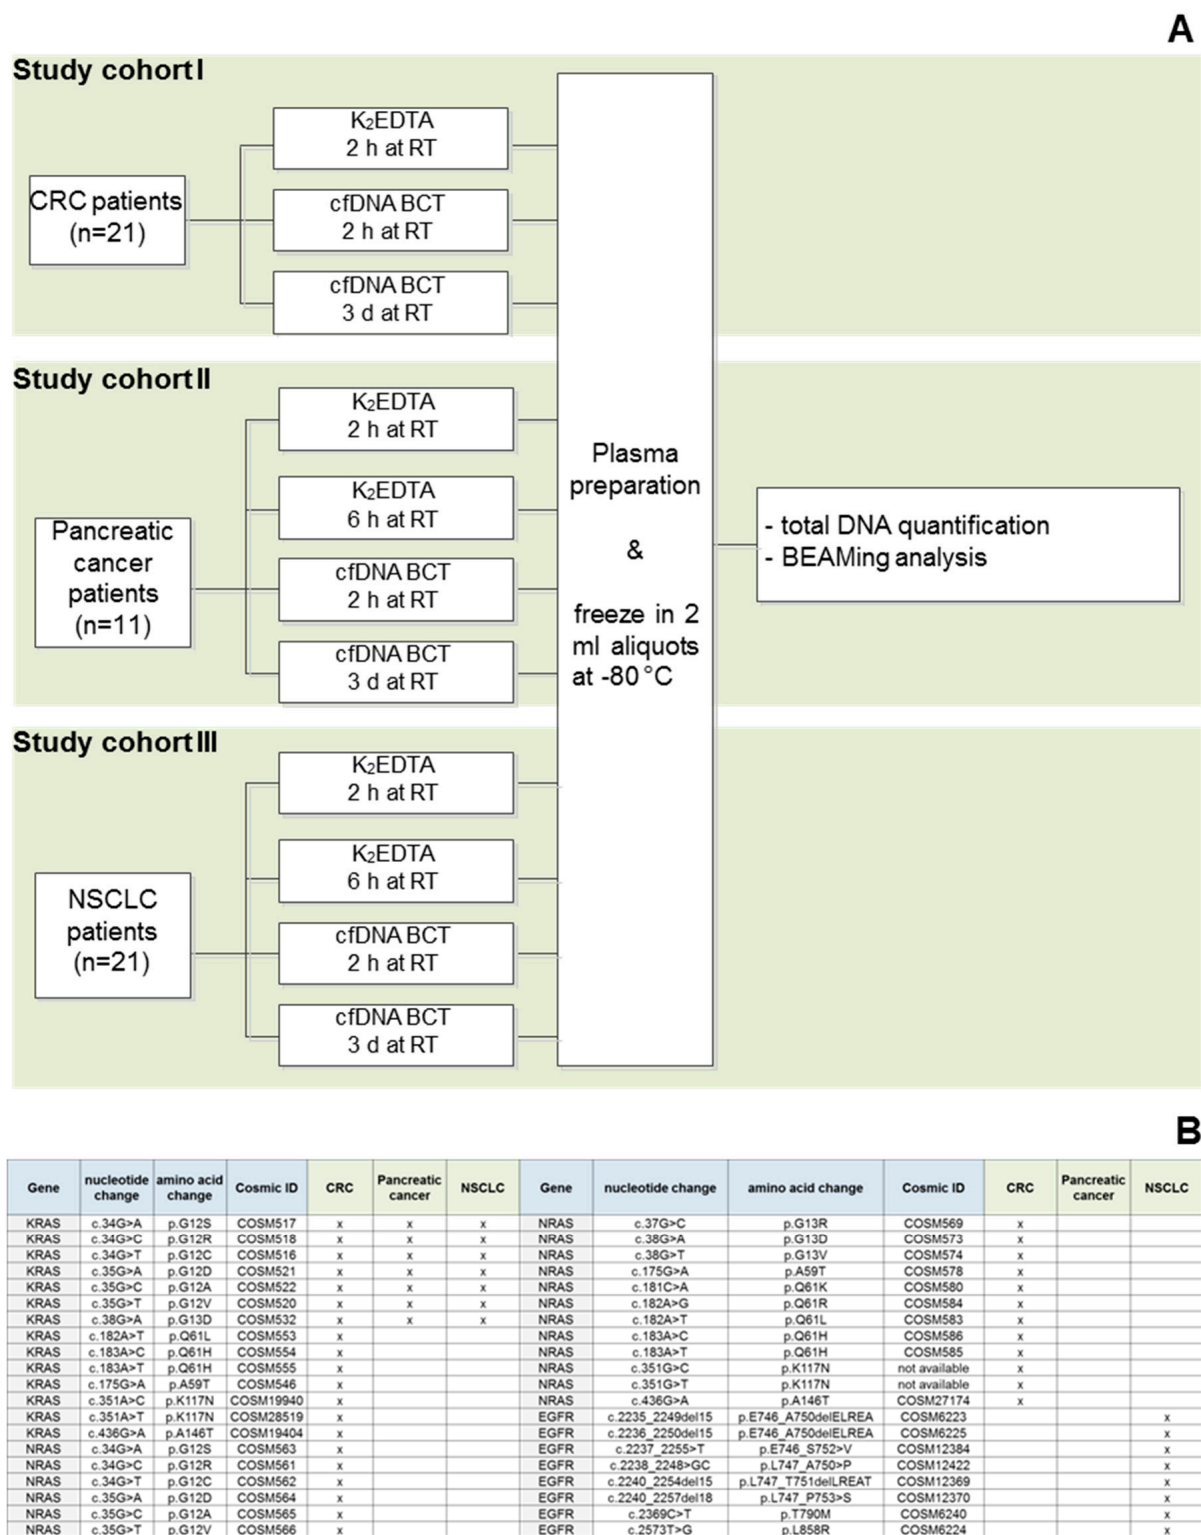 A
Study cohort I
CRC patients
(n=21)
K₂EDTA
2 h at RT
cfDNA BCT
2 h at RT
cfDNA BCT
3 d at RT
Study cohort II
Pancreatic
cancer
patients
(n=11)
K₂EDTA
2 h at RT
K₂EDTA
6 h at RT
cfDNA BCT
2 h at RT
cfDNA BCT
3 d at RT
Study cohort III
NSCLC
patients
(n=21)
K₂EDTA
2 h at RT
K₂EDTA
6 h at RT
cfDNA BCT
2 h at RT
cfDNA BCT
3 d at RT
Plasma
preparation
&
freeze in 2
ml aliquots
at -80 °C
- total DNA quantification
- BEAMing analysis
B
Gene nucleotide change amino acid change Cosmic ID CRC Pancreatic cancer NSCLC Gene nucleotide change amino acid change Cosmic ID CRC Pancreatic cancer NSCLC
KRAS c.34G>A p.G12S COSM517 x x x NRAS c.37G>C p.G13R COSM569 x
KRAS c.34G>C p.G12R COSM518 x x x NRAS c.38G>A p.G13D COSM573 x
KRAS c.34G>T p.G12C COSM516 x x x NRAS c.38G>T p.G13V COSM574 x
KRAS c.35G>A p.G12D COSM521 x x x NRAS c.175G>A p.A59T COSM578 x
KRAS c.35G>C p.G12A COSM522 x x x NRAS c.181C>A p.Q61K COSM580 x
KRAS c.35G>T p.G12V COSM520 x x x NRAS c.182A>G p.Q61R COSM584 x
KRAS c.38G>A p.G13D COSM532 x x x NRAS c.182A>T p.Q61L COSM583 x
KRAS c.182A>T p.Q61L COSM553 x NRAS c.183A>C p.Q61H COSM586 x
KRAS c.183A>C p.Q61H COSM554 x NRAS c.183A>T p.Q61H COSM585 x
KRAS c.183A>T p.Q61H COSM555 x NRAS c.351G>C p.K117N not available x
KRAS c.175G>A p.A59T COSM546 x NRAS c.351G>T p.K117N not available x
KRAS c.351A>C p.K117N COSM19940 x NRAS c.436G>A p.A146T COSM27174 x
KRAS c.351A>T p.K117N COSM28519 x EGFR c.2235_2249del15 p.E746_A750delELREA COSM6223 x
KRAS c.436G>A p.A146T COSM19404 x EGFR c.2236_2250del15 p.E746_A750delELREA COSM6225 x
NRAS c.34G>A p.G12S COSM563 x EGFR c.2237_2255>T p.E746_S752>V COSM12384 x
NRAS c.34G>C p.G12R COSM561 x EGFR c.2238_2248>GC p.L747_A750>P COSM12422 x
NRAS c.34G>T p.G12C COSM562 x EGFR c.2240_2254del15 p.L747_T751delLREAT COSM12369 x
NRAS c.35G>A p.G12D COSM564 x EGFR c.2240_2257del18 p.L747_P753>S COSM12370 x
NRAS c.35G>C p.G12A COSM565 x EGFR c.2369C>T p.T790M COSM6240 x
NRAS c.35G>T p.G12V COSM566 x EGFR c.2573T>G p.L858R COSM6224 x